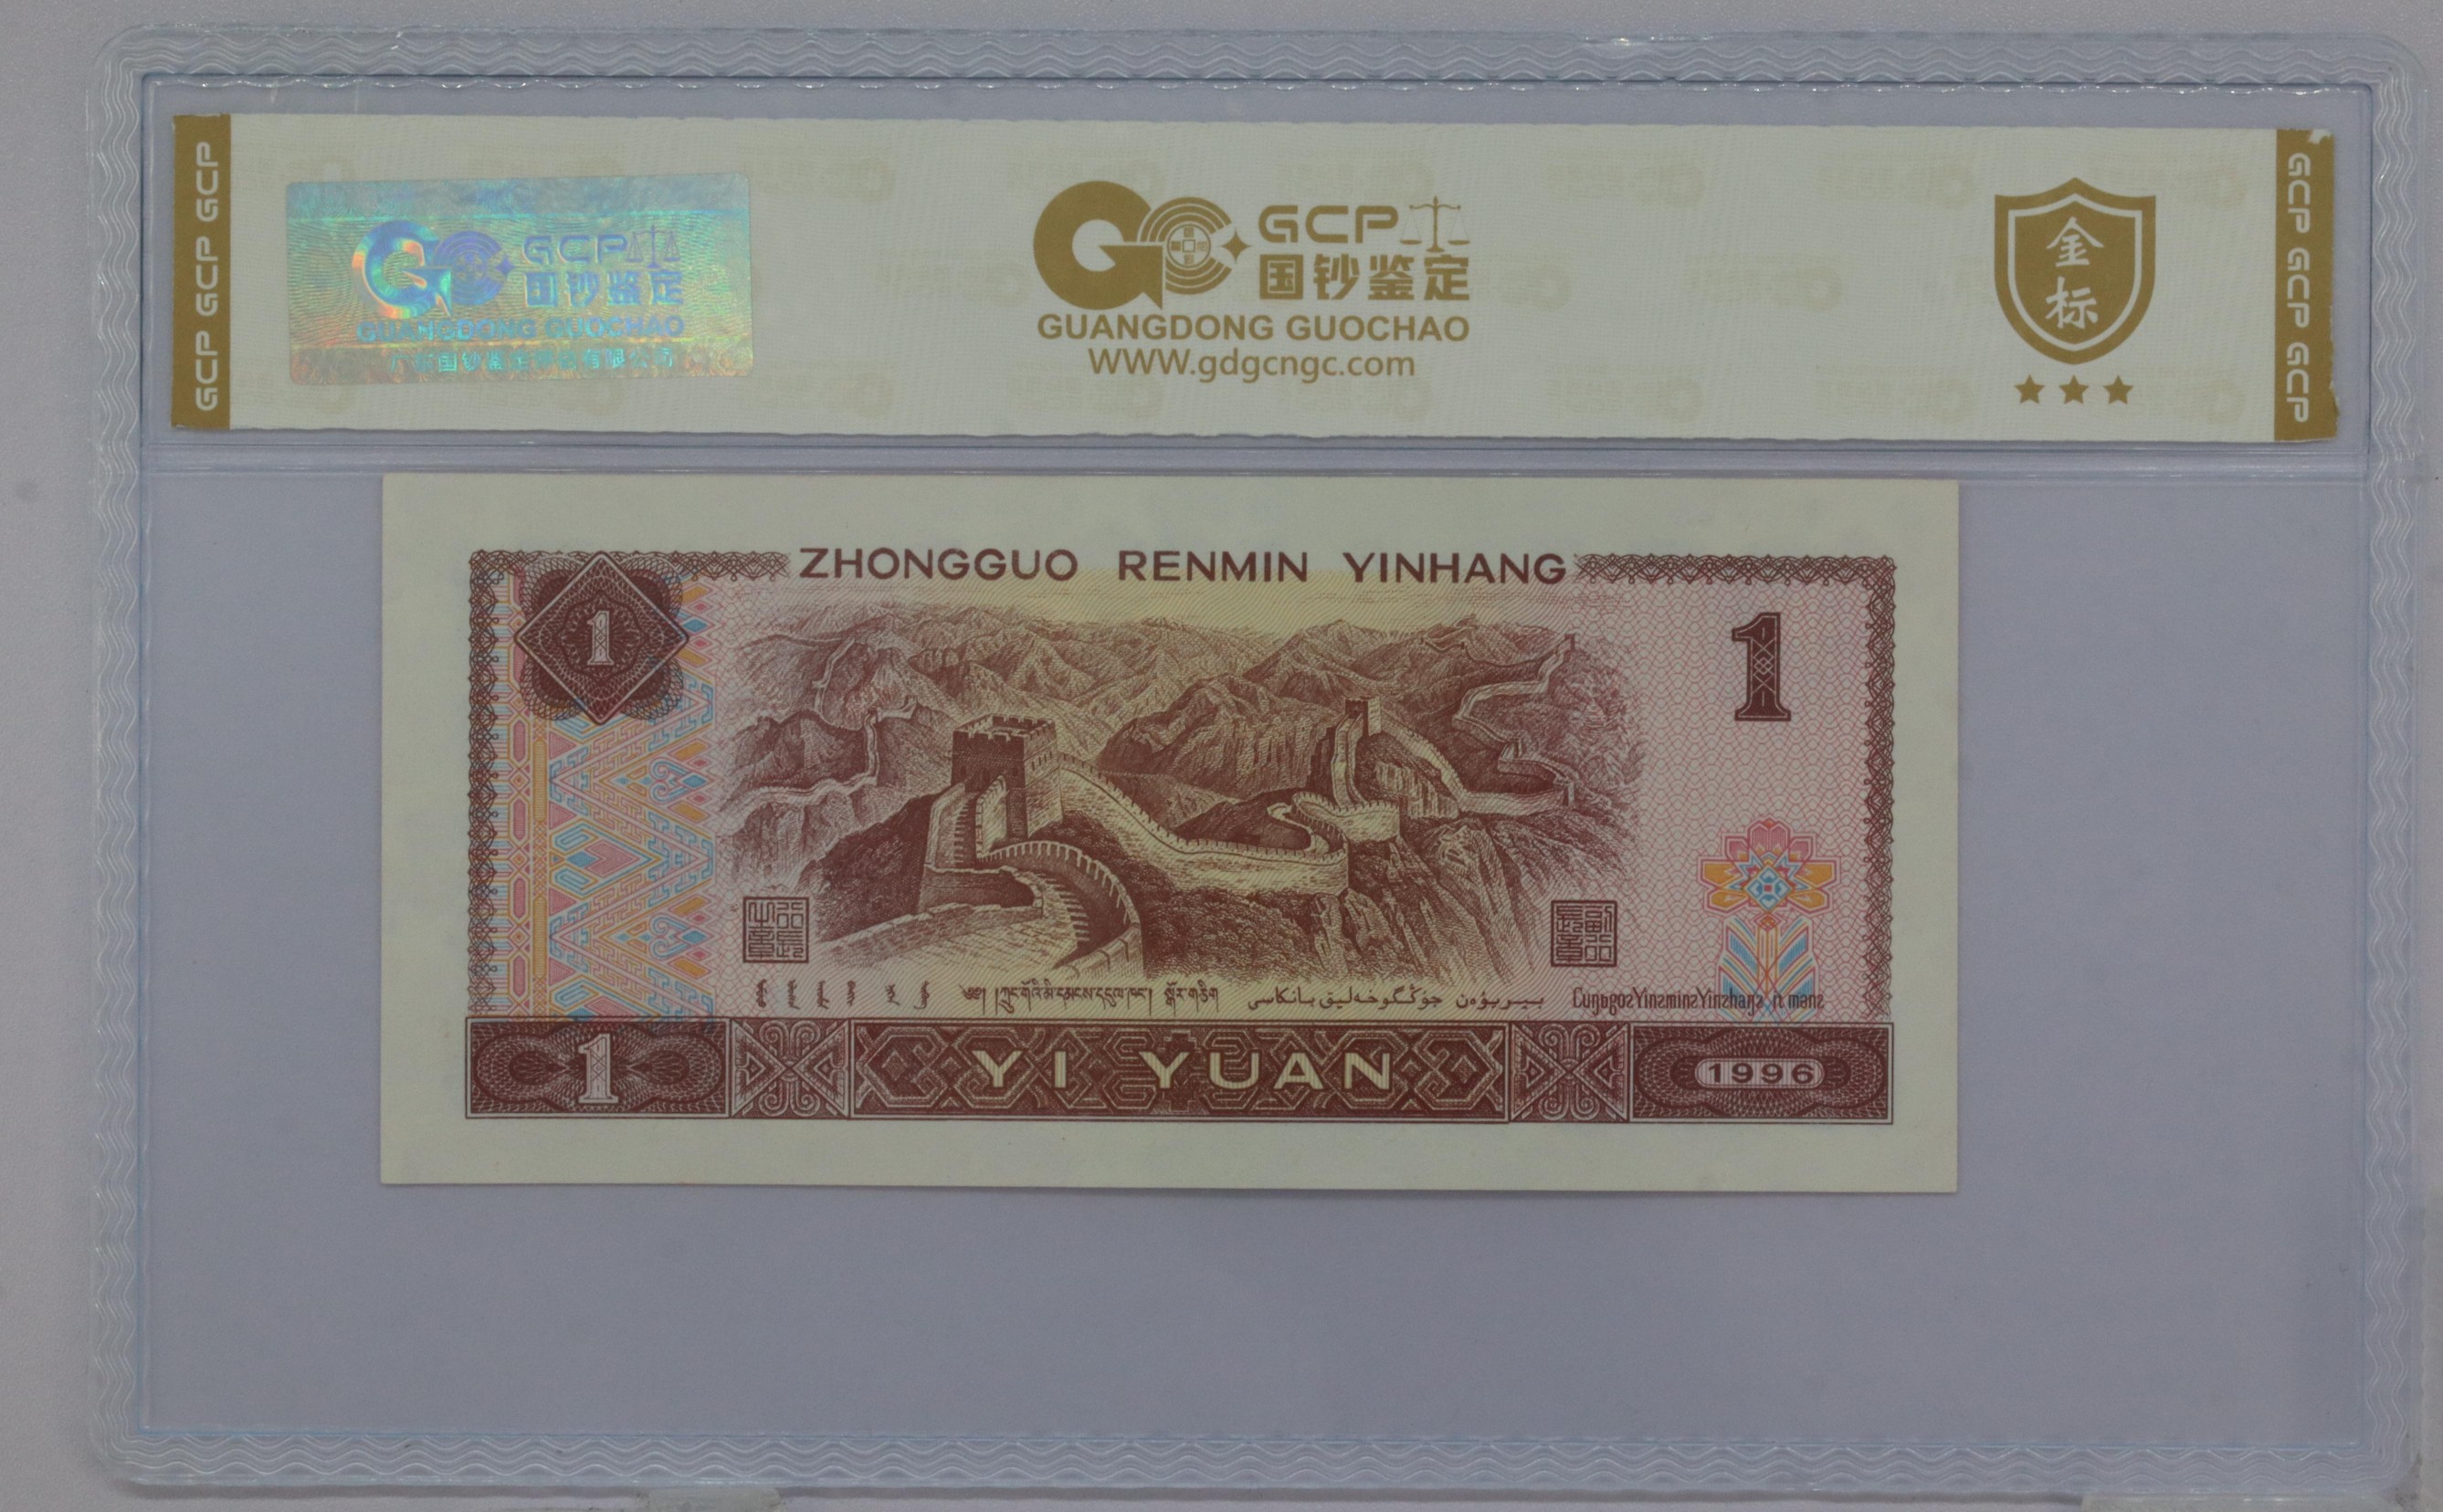 GCP GCP GCP
GCP
国钞鉴定
GUANGDONG GUOCHAO
GCP
国钞鉴定
GUANGDONG GUOCHAO
WWW.gdgcngc.com
金
标
GCP GCP GCP
ZHONGGUO RENMIN YINHANG
1
1
YI YUAN
1
1996